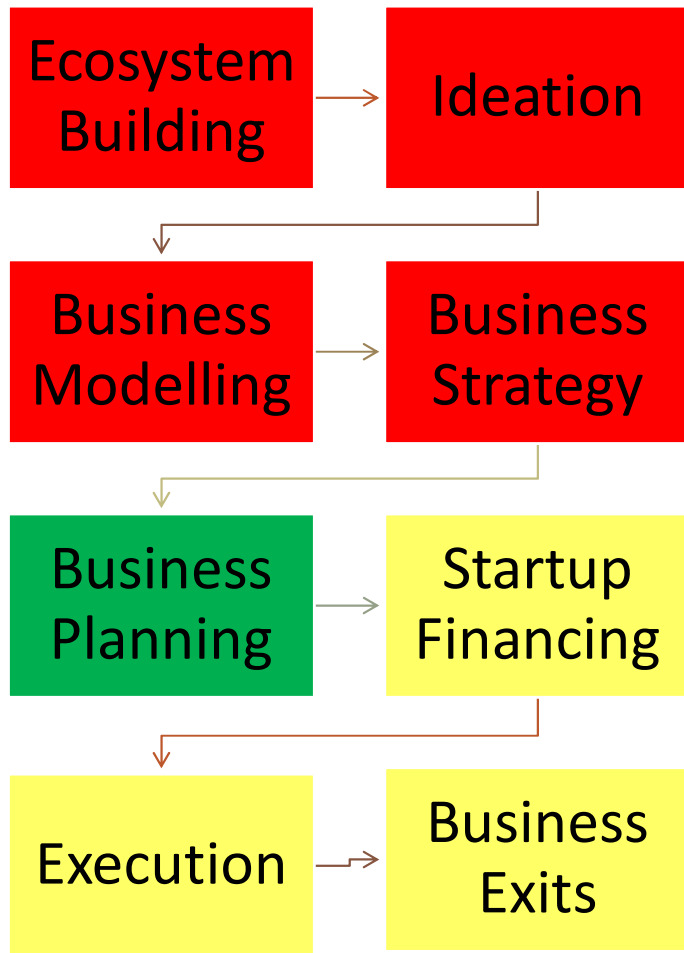 Ecosystem
Building
Ideation
Business
Modelling
Business
Strategy
Business
Planning
Startup
Financing
Execution
Business
Exits